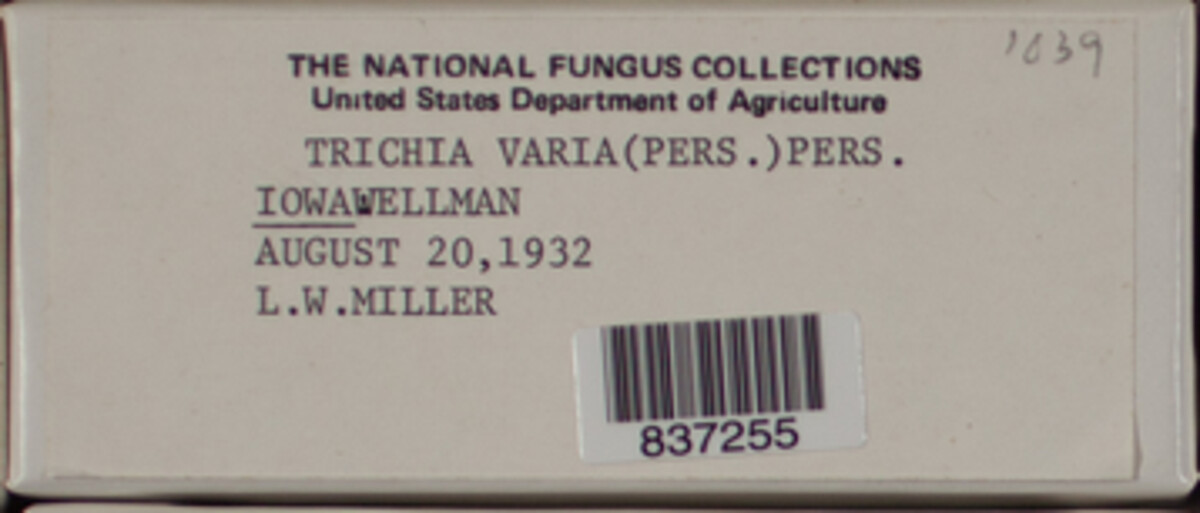 1039
THE NATIONAL FUNGUS COLLECTIONS
United States Department of Agriculture
TRICHIA VARIA(PERS.)PERS.
IOWAWELLMAN
AUGUST 20,1932
L.W.MILLER
837255